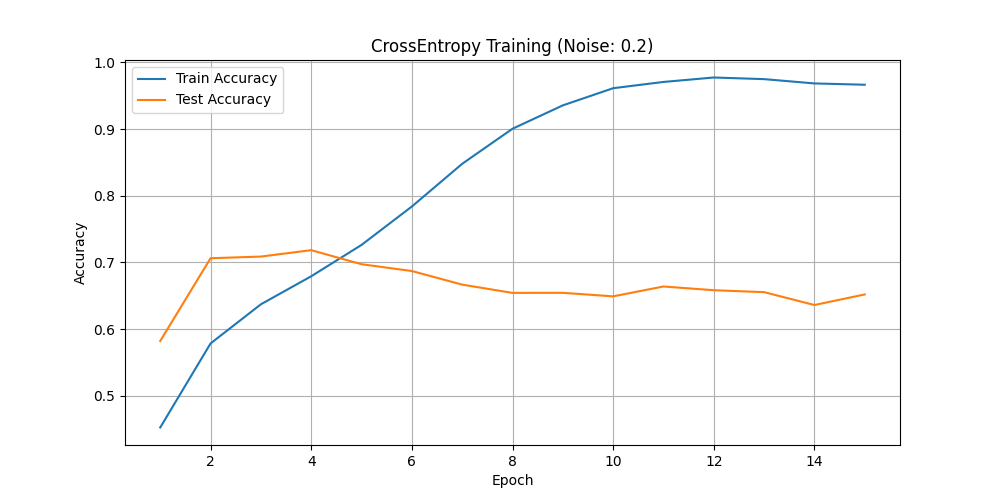 CrossEntropy Training (Noise: 0.2)
Train Accuracy
Test Accuracy
1.0
0.9
0.8
0.7
0.6
0.5
Accuracy
2 4 6 8 10 12 14
Epoch